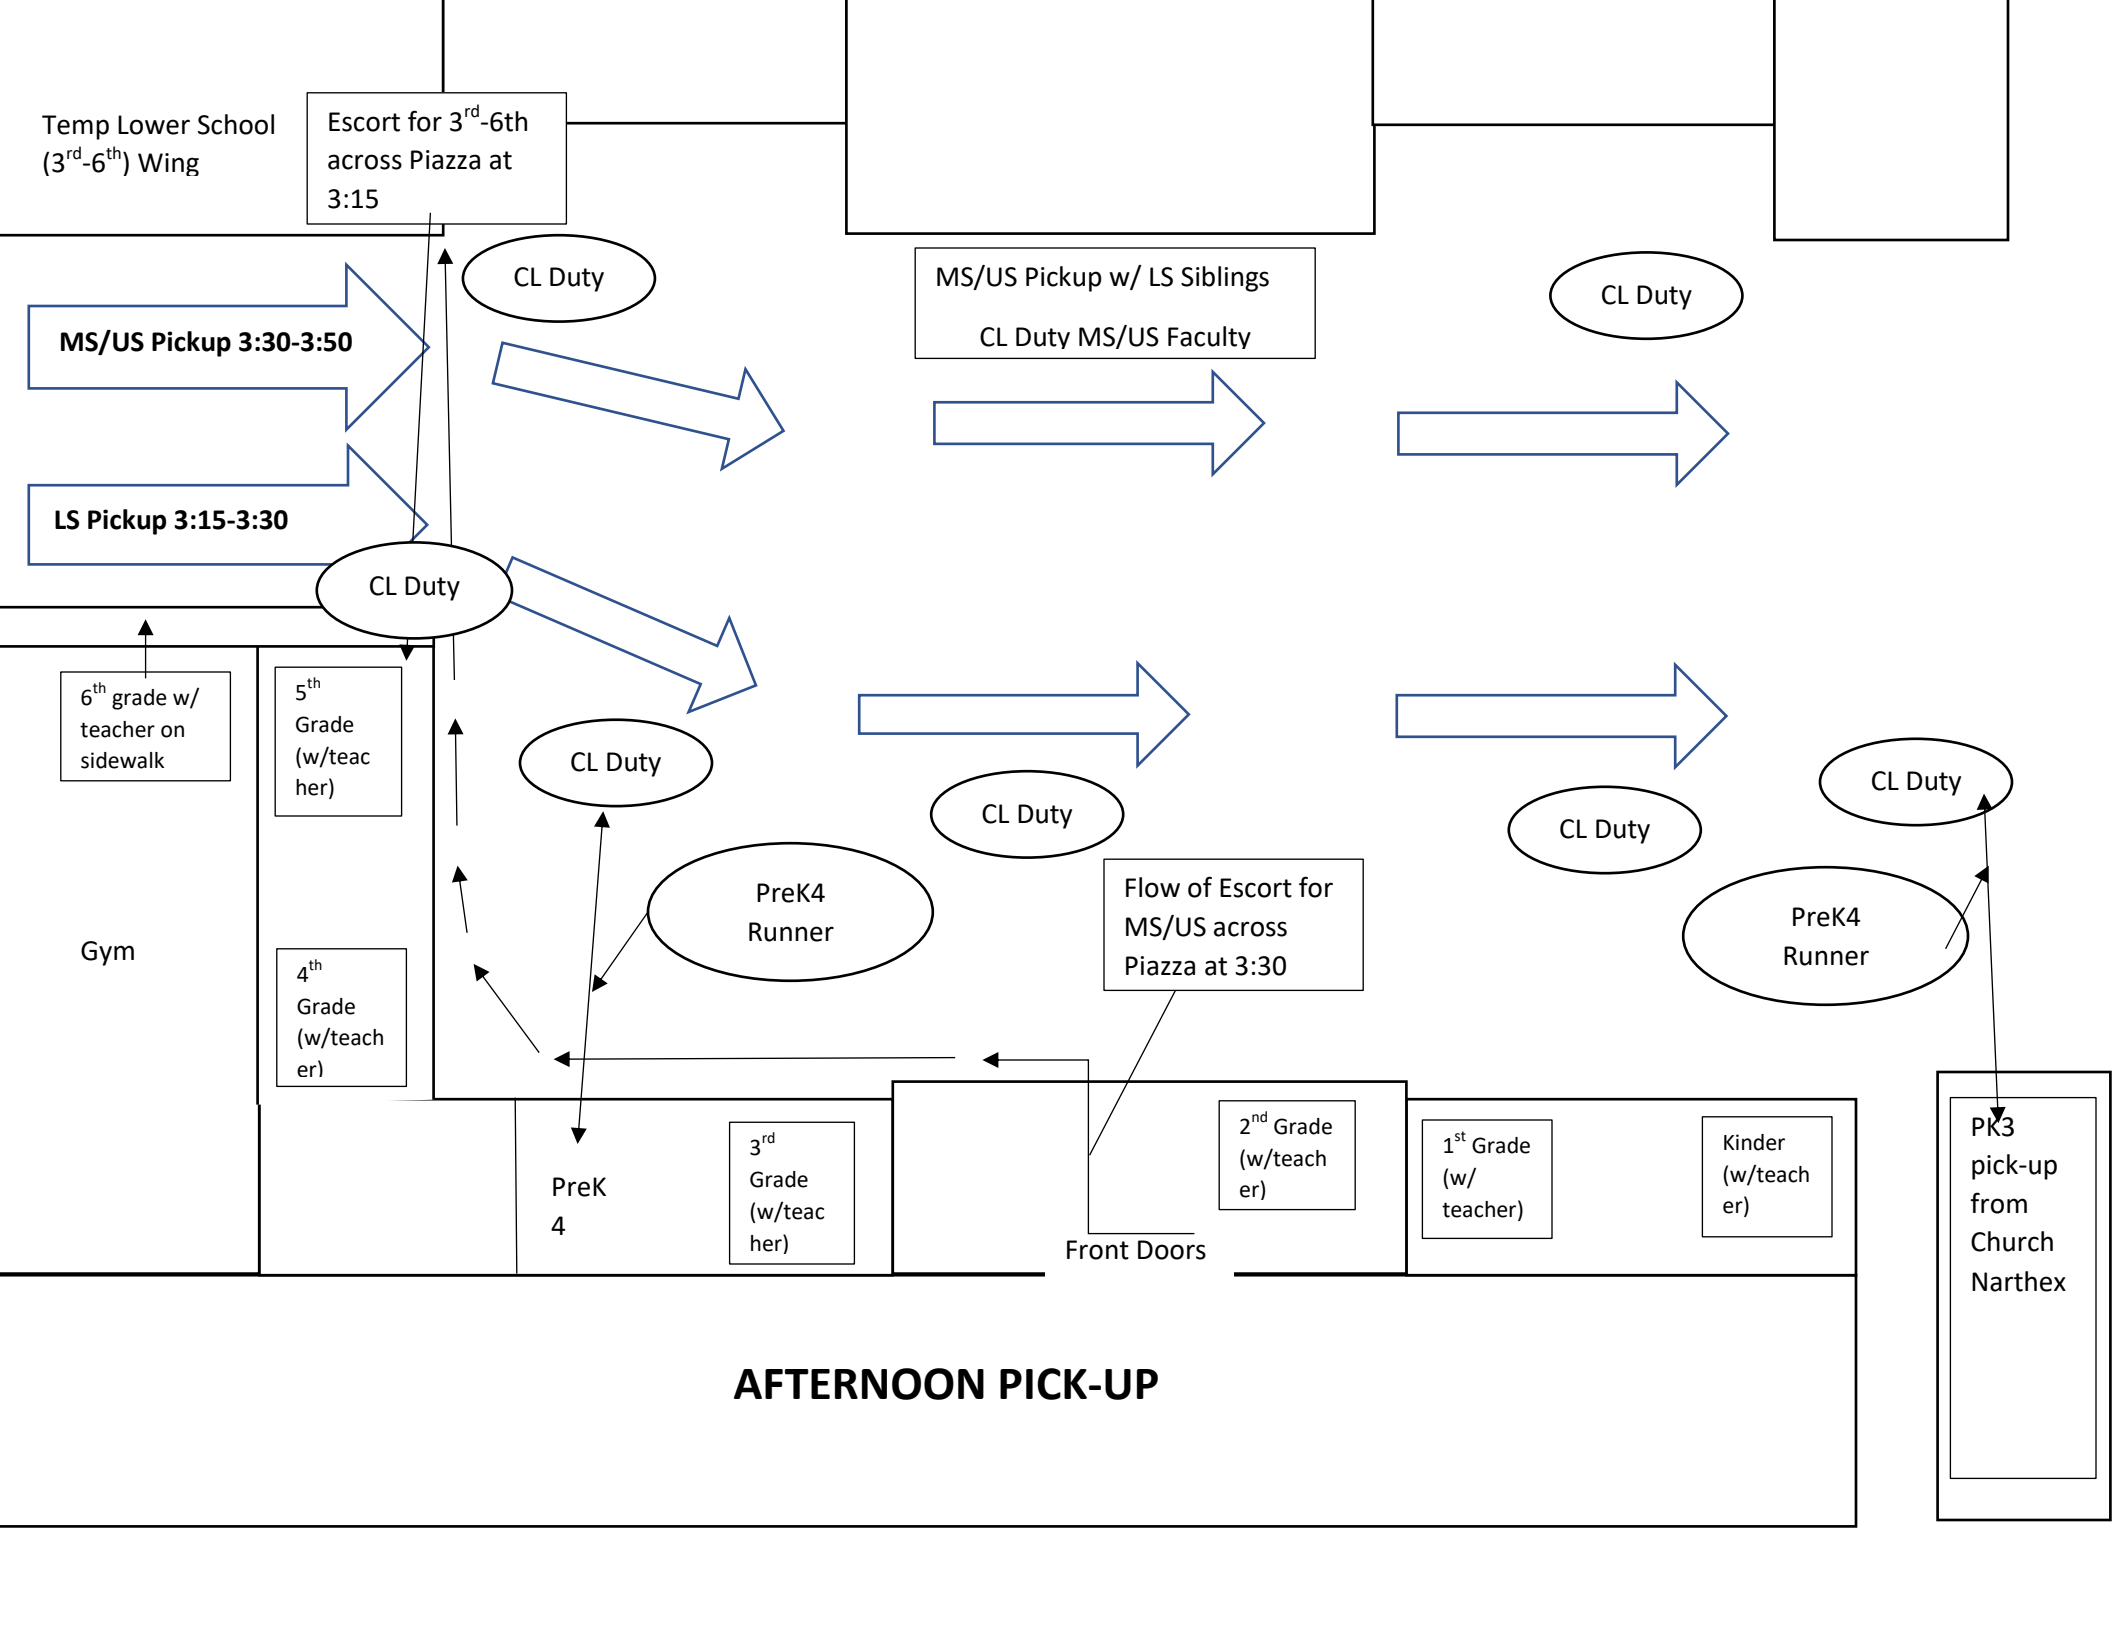 Temp Lower School
(3rd-6th) Wing
Escort for 3rd-6th
across Piazza at
3:15
CL Duty
MS/US Pickup w/ LS Siblings
CL Duty MS/US Faculty
CL Duty
MS/US Pickup 3:30-3:50
LS Pickup 3:15-3:30
CL Duty
6th grade w/
teacher on
sidewalk
5th
Grade
(w/teac
her)
CL Duty
CL Duty
CL Duty
CL Duty
PreK4
Runner
Flow of Escort for
MS/US across
Piazza at 3:30
PreK4
Runner
Gym
4th
Grade
(w/teach
er)
PreK
4
3rd
Grade
(w/teac
her)
Front Doors
2nd Grade
(w/teach
er)
1st Grade
(w/
teacher)
Kinder
(w/teach
er)
PK3
pick-up
from
Church
Narthex
AFTERNOON PICK-UP